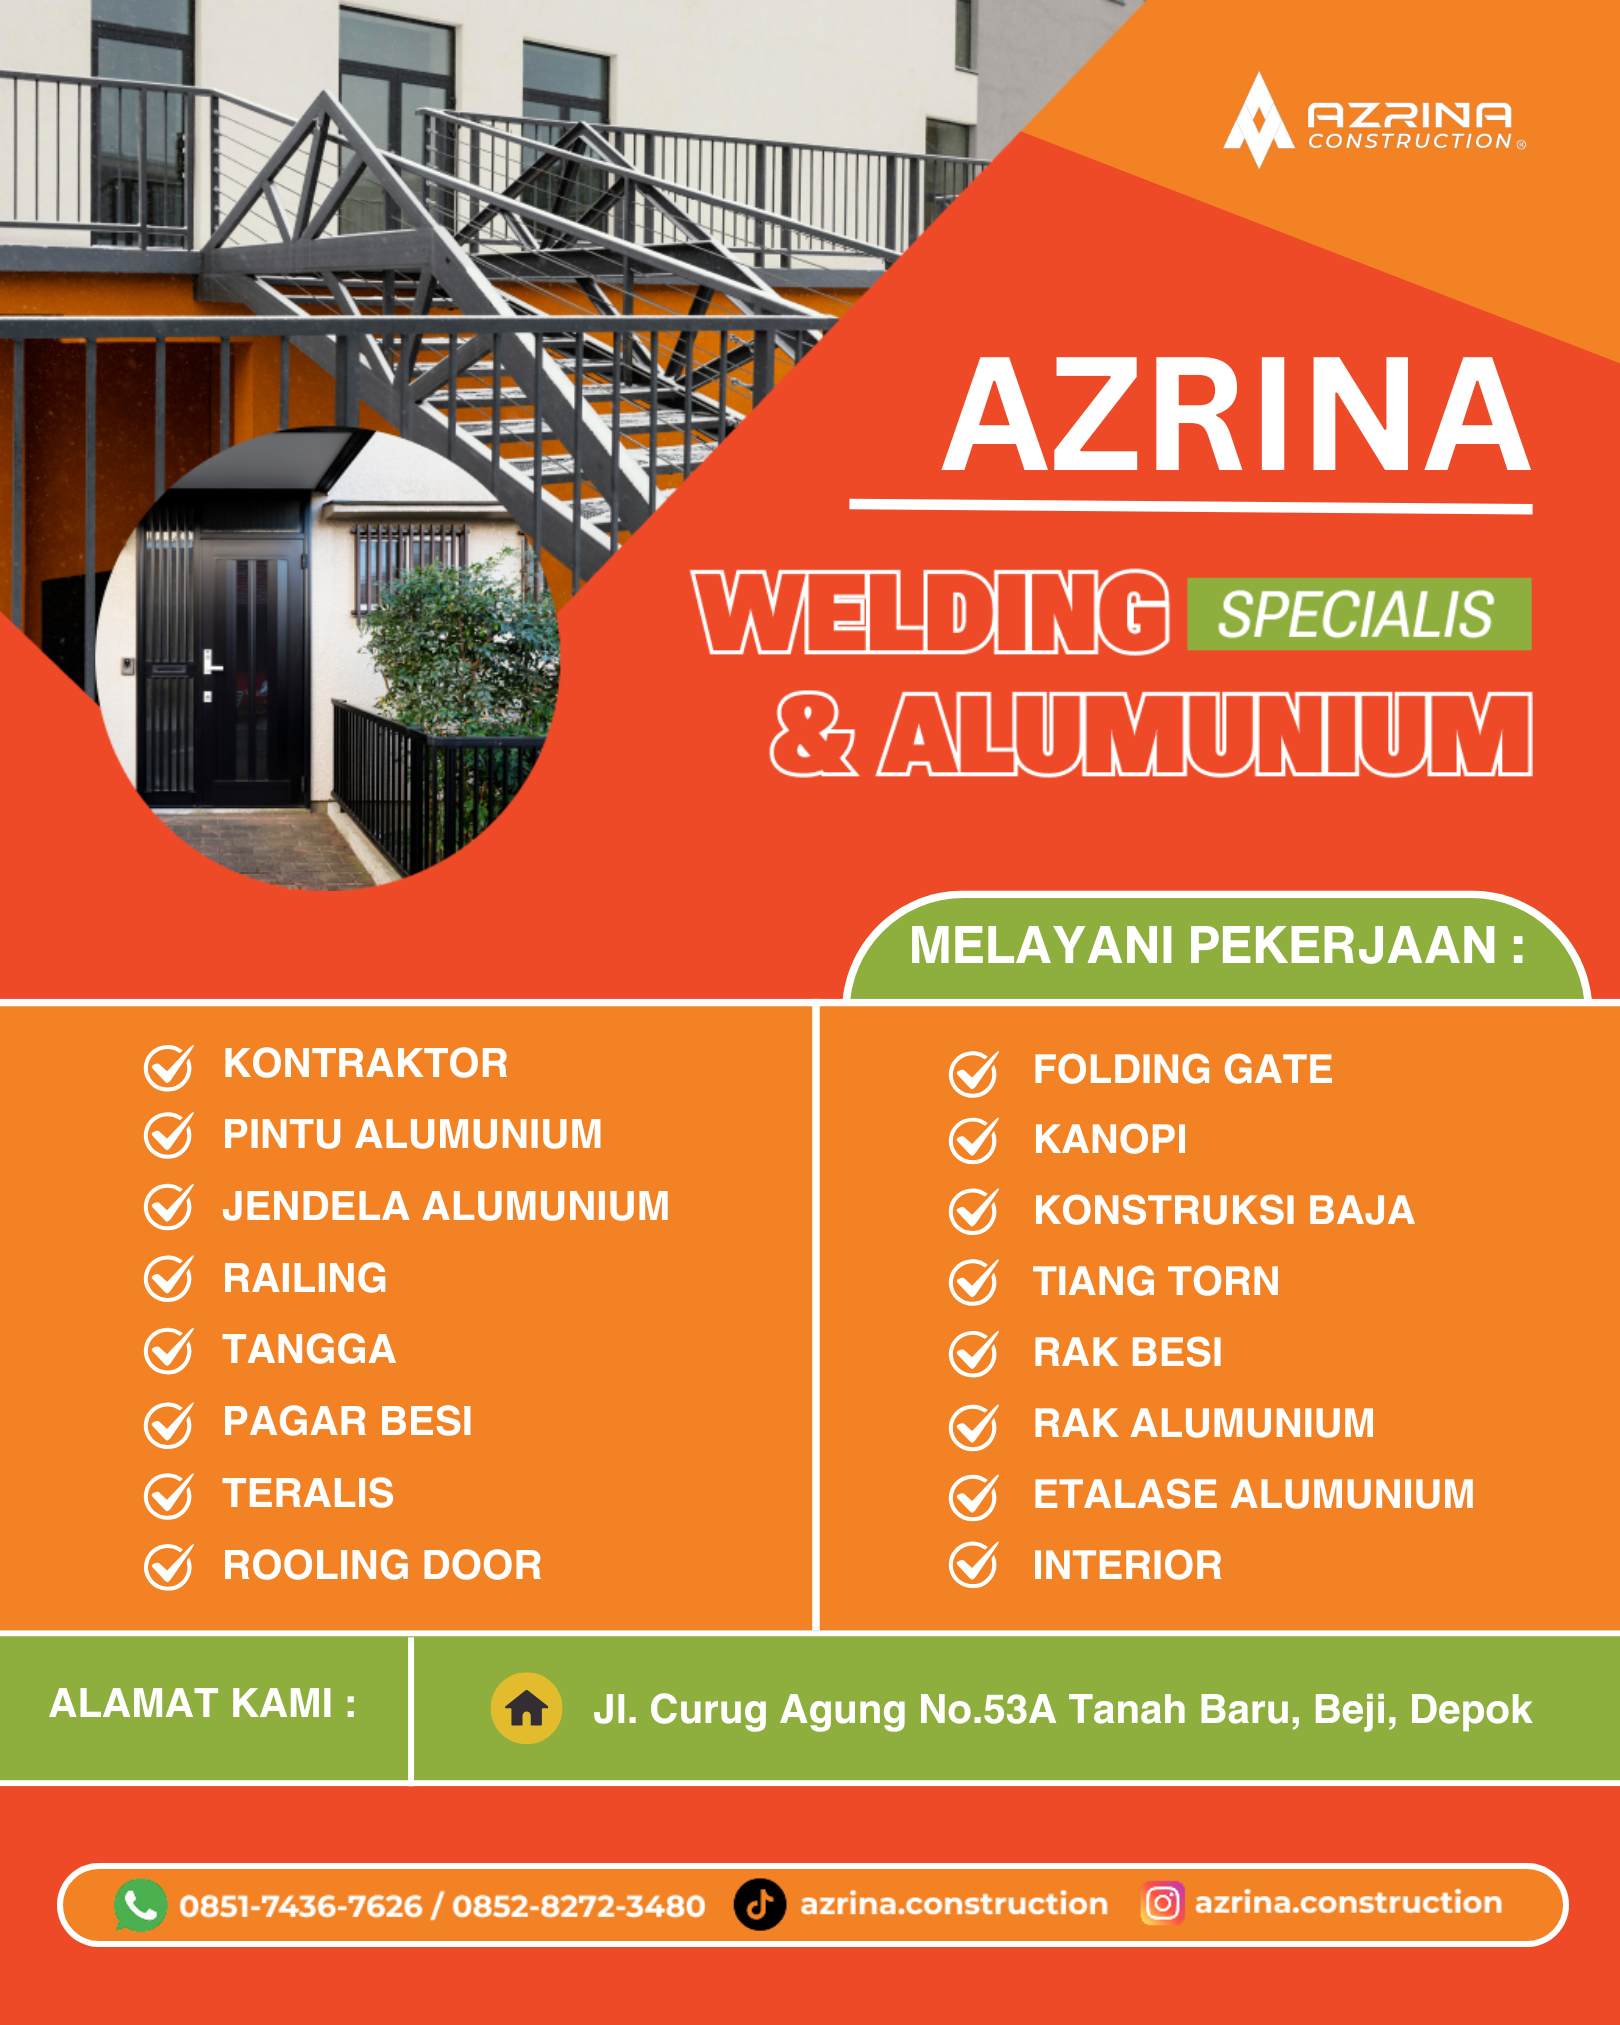 AZRINA
CONSTRUCTION ®
AZRINA
WELDING SPECIALIS
& ALUMUNIUM
MELAYANI PEKERJAAN :
KONTRAKTOR
PINTU ALUMUNIUM
JENDELA ALUMUNIUM
RAILING
TANGGA
PAGAR BESI
TERALIS
ROOLING DOOR
FOLDING GATE
KANOPI
KONSTRUKSI BAJA
TIANG TORN
RAK BESI
RAK ALUMUNIUM
ETALASE ALUMUNIUM
INTERIOR
ALAMAT KAMI :
Jl. Curug Agung No.53A Tanah Baru, Beji, Depok
0851-7436-7626 / 0852-8272-3480
azrina.construction
azrina.construction